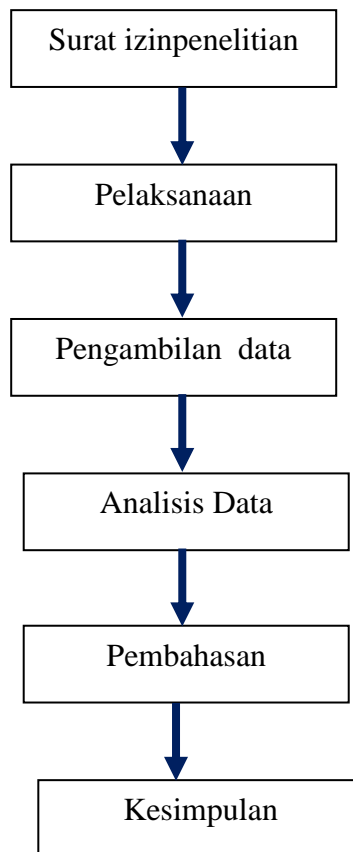 Surat izinpenelitian
Pelaksanaan
Pengambilan  data
Analisis Data
Pembahasan
Kesimpulan